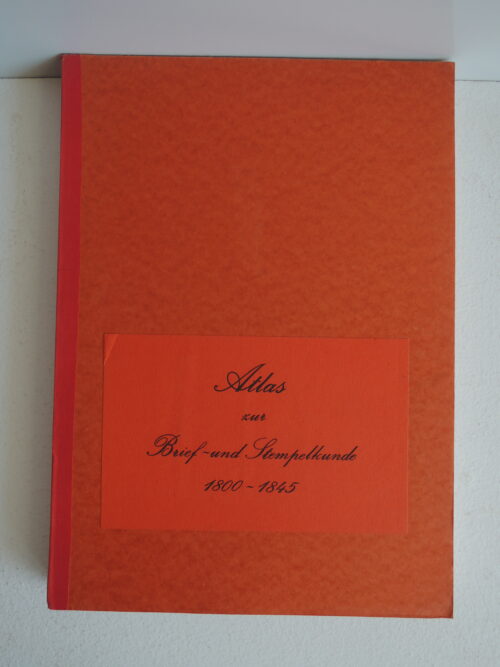 Atlas
zur
Brief-und Stempelkunde
1800-1845